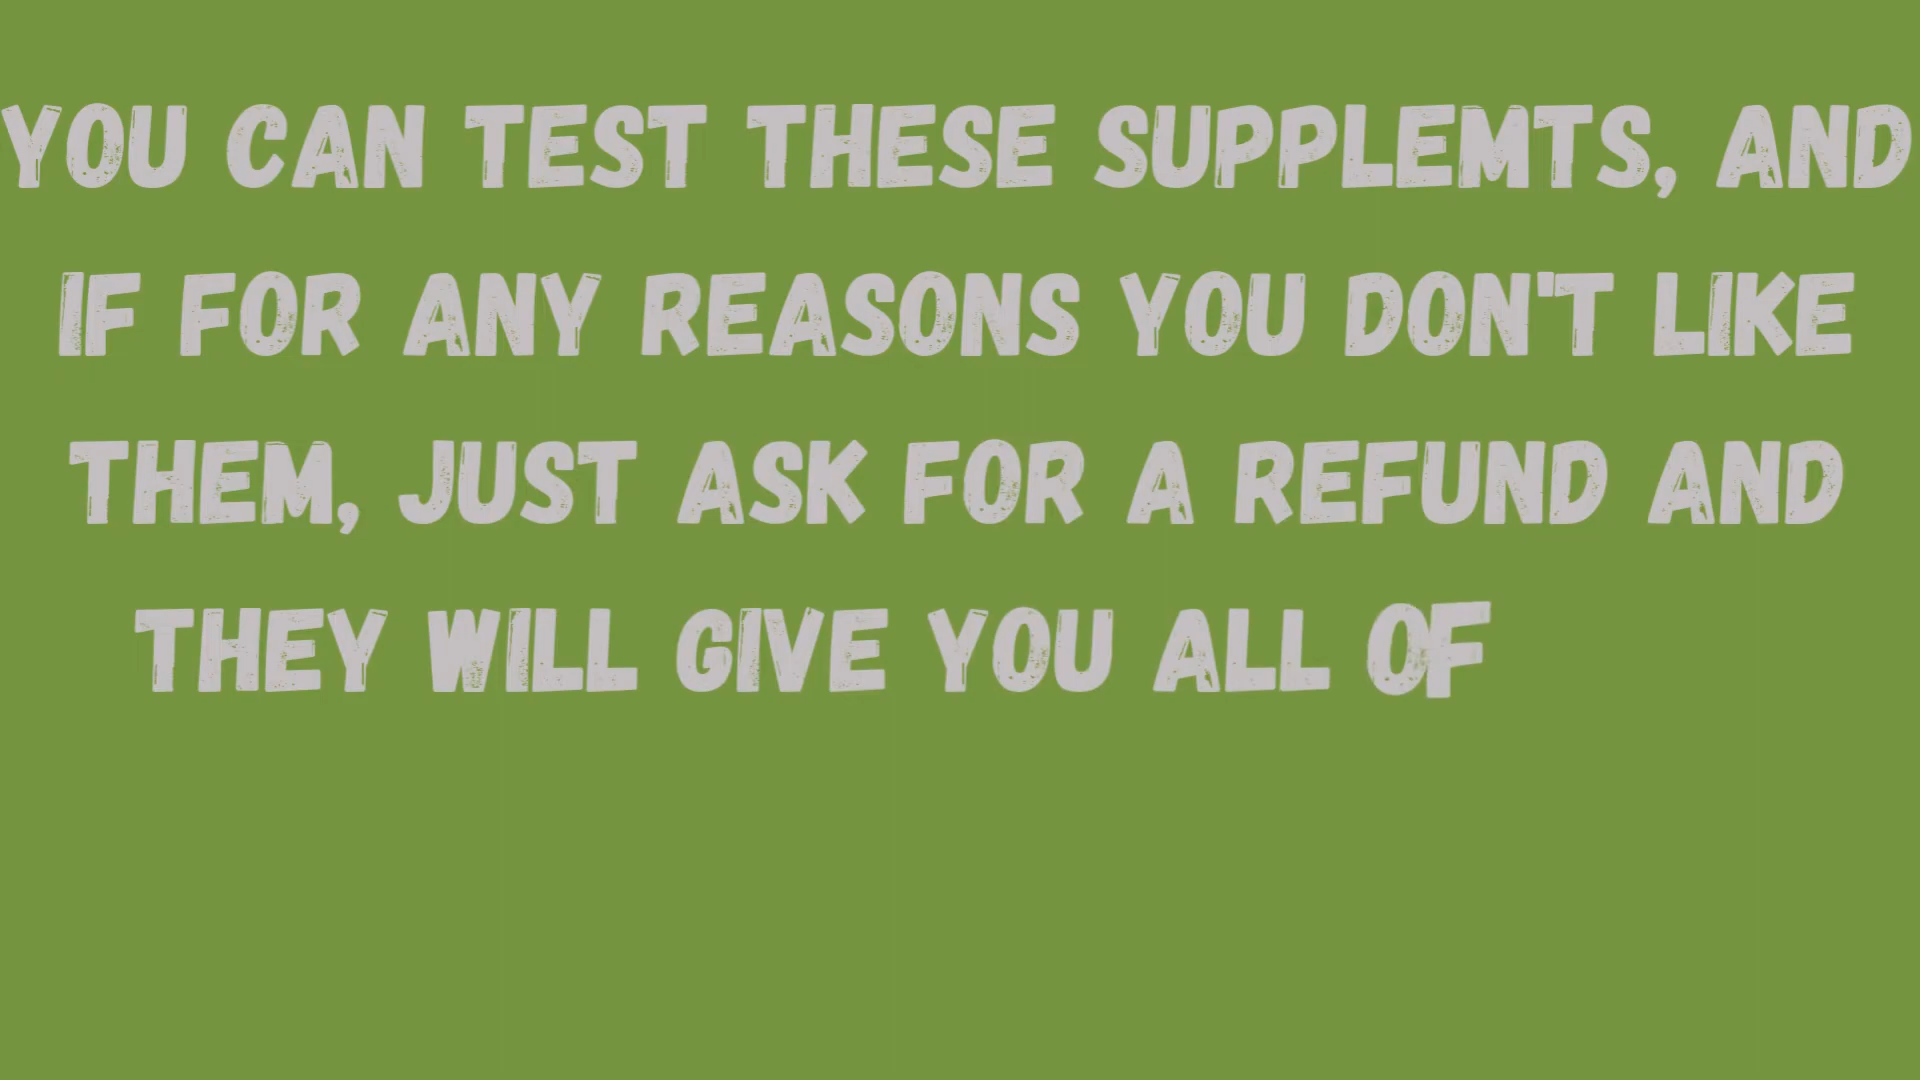 YOU CAN TEST THESE SUPPLEMTS, AND
IF FOR ANY REASONS YOU DON'T LIKE
THEM, JUST ASK FOR A REFUND AND
THEY WILL GIVE YOU ALL OF